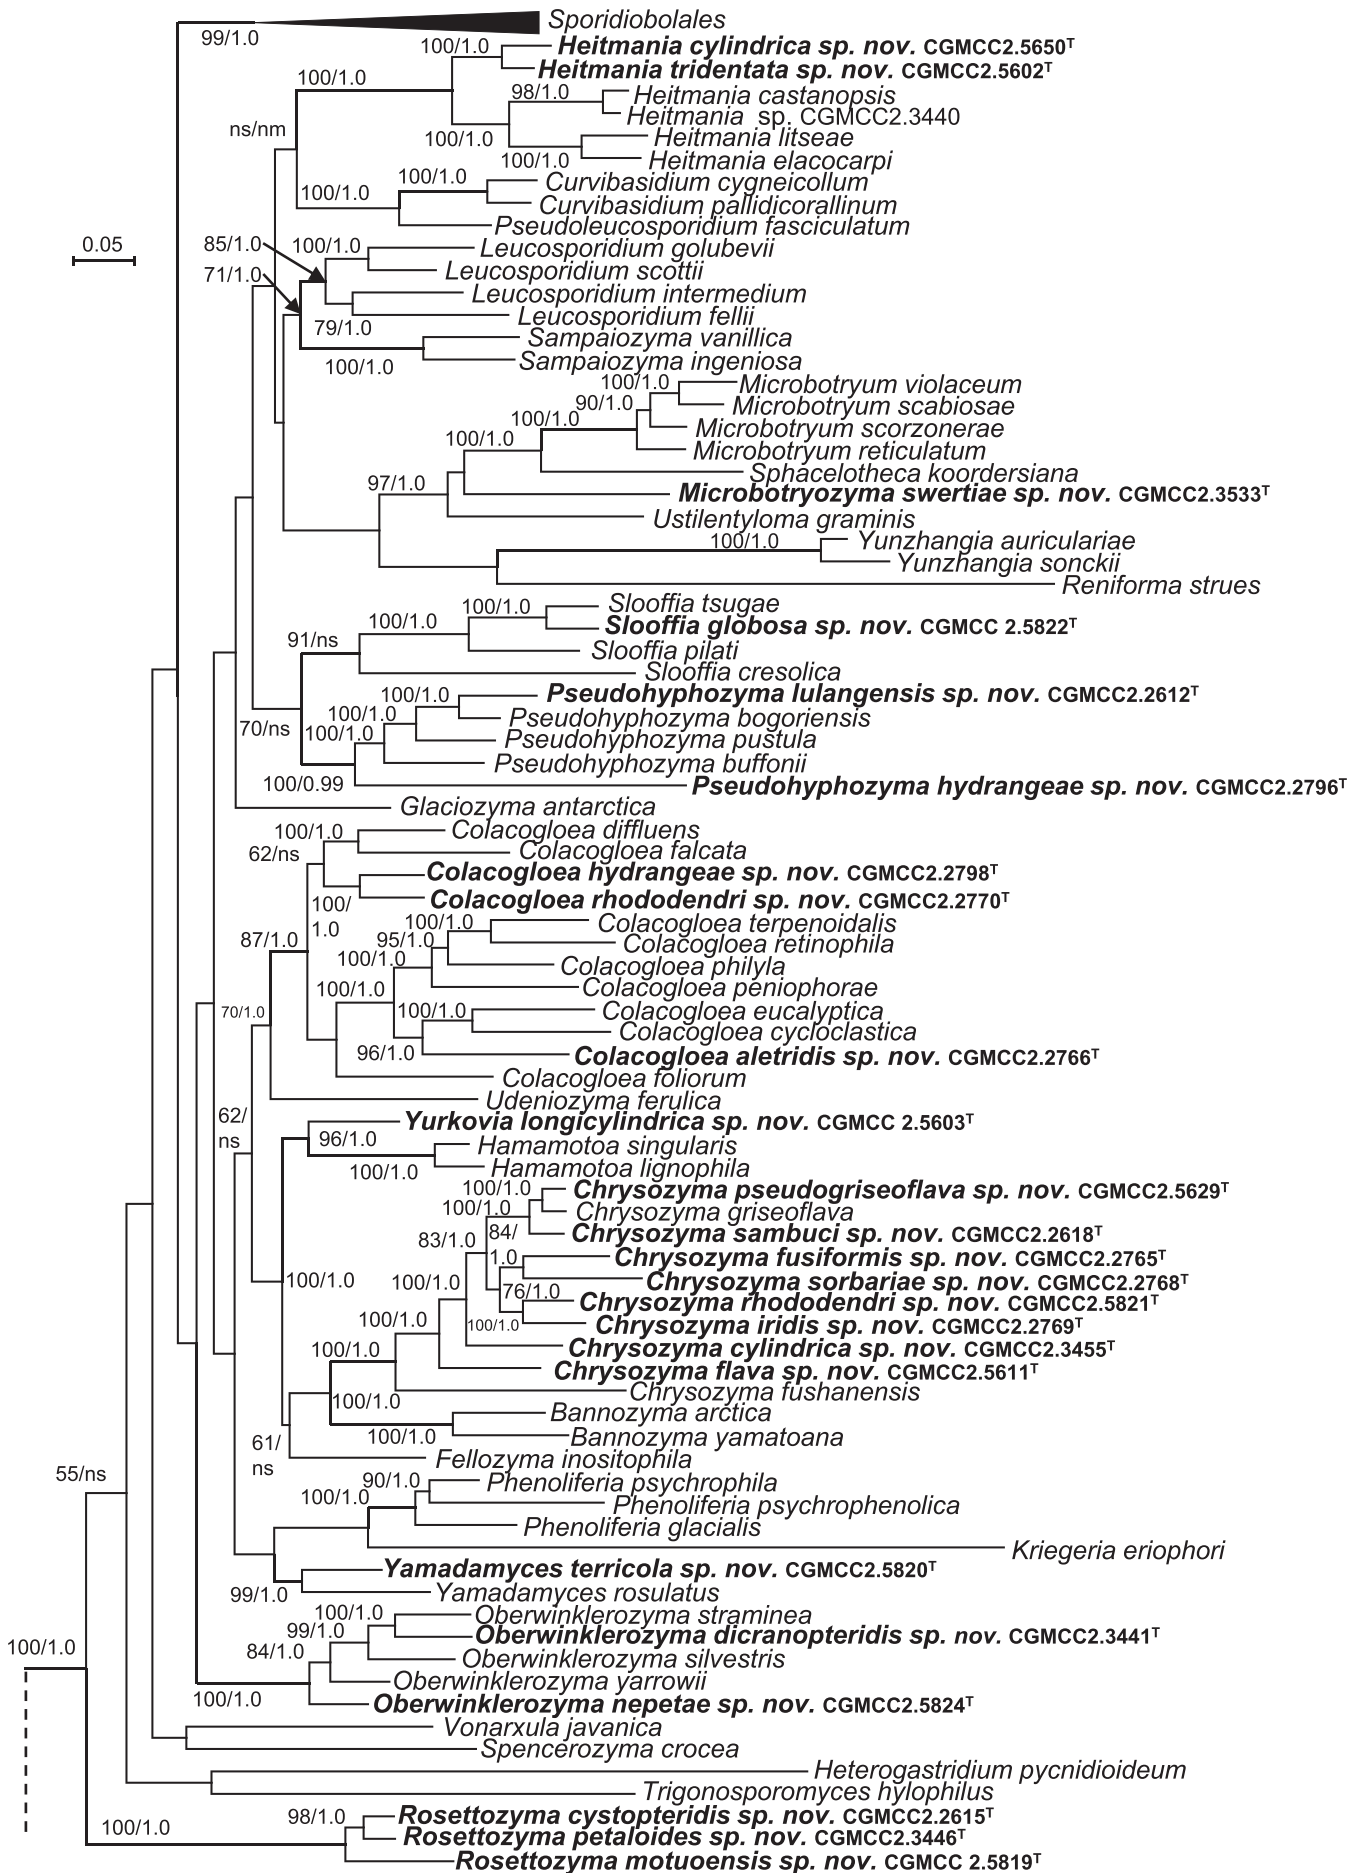 Sporidiobolales
99/1.0
100/1.0
Heitmania cylindrica sp. nov. CGMCC2.5650ᵀ
Heitmania tridentata sp. nov. CGMCC2.5602ᵀ
100/1.0
98/1.0
Heitmania castanopsis
Heitmania sp. CGMCC2.3440
ns/nm
100/1.0
Heitmania litseae
100/1.0
Heitmania elacocarpi
100/1.0
100/1.0
Curvibasidium cygneicollum
Curvibasidium pallidicorallinum
Pseudoleucosporidium fasciculatum
0.05
85/1.0
100/1.0
Leucosporidium golubevii
71/1.0
Leucosporidium scottii
Leucosporidium intermedium
79/1.0
Leucosporidium fellii
Sampaiozyma vanillica
100/1.0
Sampaiozyma ingeniosa
100/1.0
Microbotryum violaceum
90/1.0
Microbotryum scabiosae
100/1.0
Microbotryum scorzonerae
100/1.0
Microbotryum reticulatum
Sphacelotheca koordersiana
97/1.0
Microbotryozyma swertiae sp. nov. CGMCC2.3533ᵀ
Ustilentyloma graminis
100/1.0
Yunzhangia auriculariae
Yunzhangia sonckii
Reniforma strues
100/1.0
Slooffia tsugae
100/1.0
Slooffia globosa sp. nov. CGMCC 2.5822ᵀ
91/ns
Slooffia pilati
Slooffia cresolica
100/1.0
Pseudohyphozyma lulangensis sp. nov. CGMCC2.2612ᵀ
100/1.0
Pseudohyphozyma bogoriensis
70/ns
100/1.0
Pseudohyphozyma pustula
Pseudohyphozyma buffonii
100/0.99
Pseudohyphozyma hydrangeae sp. nov. CGMCC2.2796ᵀ
Glaciozyma antarctica
100/1.0
Colacogloea diffluens
62/ns
Colacogloea falcata
Colacogloea hydrangeae sp. nov. CGMCC2.2798ᵀ
100/
1.0
Colacogloea rhododendri sp. nov. CGMCC2.2770ᵀ
100/1.0
Colacogloea terpenoidalis
87/1.0
95/1.0
Colacogloea retinophila
100/1.0
Colacogloea philyla
100/1.0
Colacogloea peniophorae
70/1.0
100/1.0
Colacogloea eucalyptica
Colacogloea cycloclastica
96/1.0
Colacogloea aletridis sp. nov. CGMCC2.2766ᵀ
Colacogloea foliorum
Udeniozyma ferulica
62/
ns
Yurkovia longicylindrica sp. nov. CGMCC 2.5603ᵀ
96/1.0
Hamamotoa singularis
100/1.0
Hamamotoa lignophila
100/1.0
Chrysozyma pseudogriseoflava sp. nov. CGMCC2.5629ᵀ
100/1.0
Chrysozyma griseoflava
83/1.0
84/
1.0
Chrysozyma sambuci sp. nov. CGMCC2.2618ᵀ
Chrysozyma fusiformis sp. nov. CGMCC2.2765ᵀ
100/1.0
100/1.0
Chrysozyma sorbariae sp. nov. CGMCC2.2768ᵀ
76/1.0
Chrysozyma rhododendri sp. nov. CGMCC2.5821ᵀ
100/1.0
100/1.0
Chrysozyma iridis sp. nov. CGMCC2.2769ᵀ
100/1.0
Chrysozyma cylindrica sp. nov. CGMCC2.3455ᵀ
Chrysozyma flava sp. nov. CGMCC2.5611ᵀ
100/1.0
Chrysozyma fushanensis
Bannozyma arctica
100/1.0
Bannozyma yamatoana
61/
ns
Fellozyma inositophila
55/ns
90/1.0
Phenoliferia psychrophila
100/1.0
Phenoliferia psychrophenolica
Phenoliferia glacialis
Kriegeria eriophori
Yamadamyces terricola sp. nov. CGMCC2.5820ᵀ
99/1.0
Yamadamyces rosulatus
100/1.0
Oberwinklerozyma straminea
99/1.0
Oberwinklerozyma dicranopteridis sp. nov. CGMCC2.3441ᵀ
100/1.0
84/1.0
Oberwinklerozyma silvestris
Oberwinklerozyma yarrowii
100/1.0
Oberwinklerozyma nepetae sp. nov. CGMCC2.5824ᵀ
Vonarxula javanica
Spencerozyma crocea
Heterogastridium pycnidioideum
Trigonosporomyces hylophilus
98/1.0
Rosettozyma cystopteridis sp. nov. CGMCC2.2615ᵀ
100/1.0
Rosettozyma petaloides sp. nov. CGMCC2.3446ᵀ
Rosettozyma motuoensis sp. nov. CGMCC 2.5819ᵀ